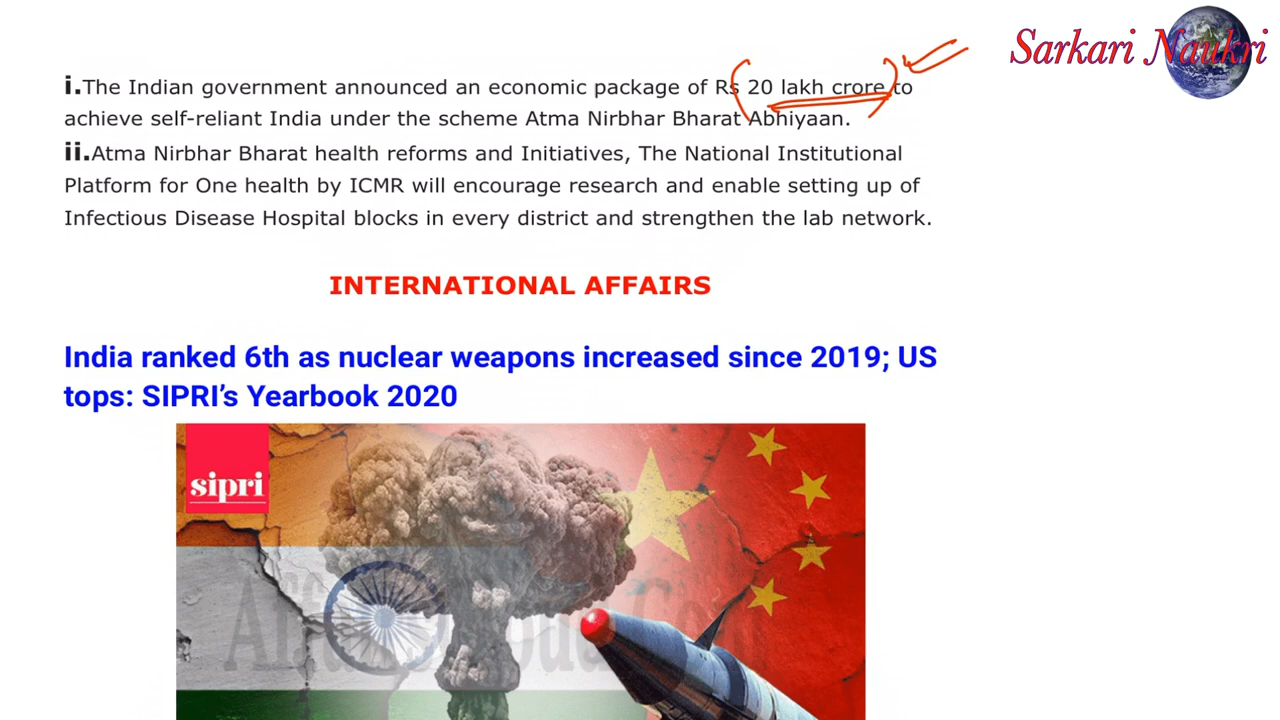 Sarkari Naukri
i.The Indian government announced an economic package of Rs 20 lakh crore to
achieve self-reliant India under the scheme Atma Nirbhar Bharat Abhiyaan.
ii.Atma Nirbhar Bharat health reforms and Initiatives, The National Institutional
Platform for One health by ICMR will encourage research and enable setting up of
Infectious Disease Hospital blocks in every district and strengthen the lab network.
INTERNATIONAL AFFAIRS
India ranked 6th as nuclear weapons increased since 2019; US
tops: SIPRI’s Yearbook 2020
sipri